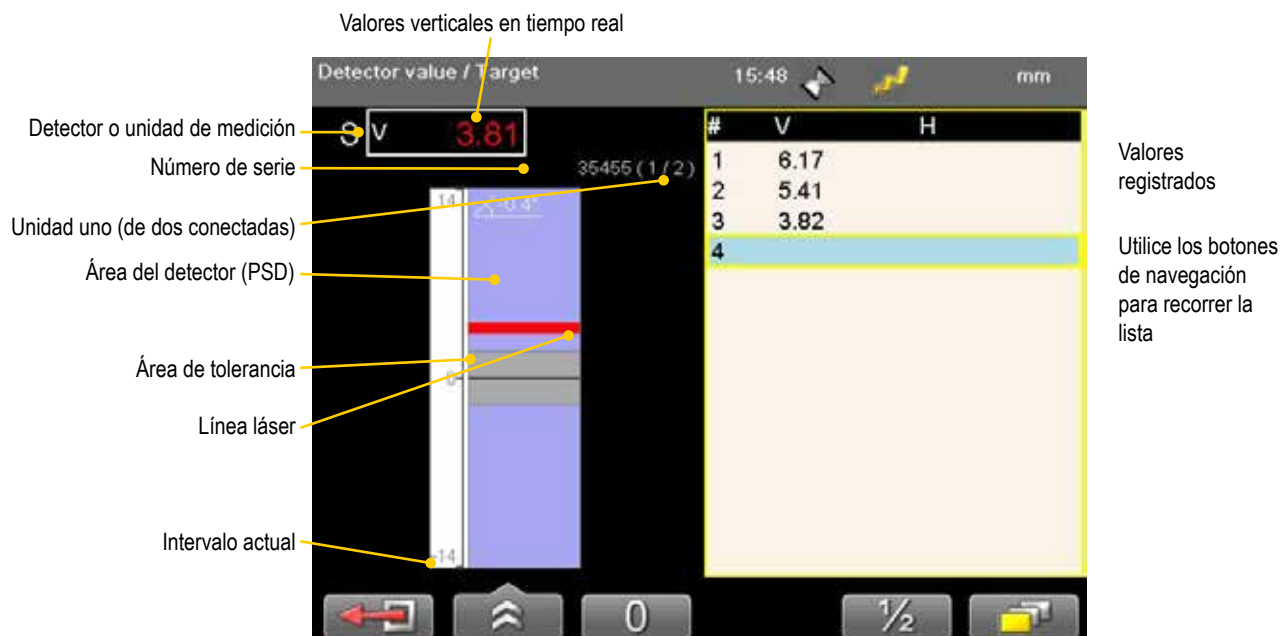 Valores verticales en tiempo real
Detector value / Target
15:48
mm
Detector o unidad de medición
S
V
3.81
Número de serie
35455 (1/2)
Unidad uno (de dos conectadas)
Área del detector (PSD)
14
-0.4°
Área de tolerancia
0
Línea láser
Intervalo actual
-14
# V H
1 6.17
2 5.41
3 3.82
4
Valores
registrados
Utilice los botones
de navegación
para recorrer la
lista
0
½